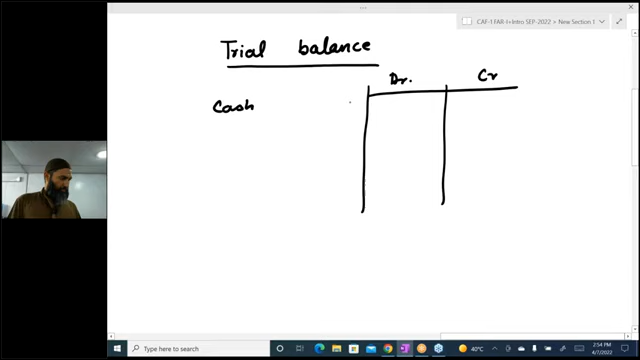 CAF-1 FAR-I+Intro SEP-2022 > New Section 1
Trial balance
Dr. Cr
Cash
Type here to search
40°C
2:54 PM
4/7/2022